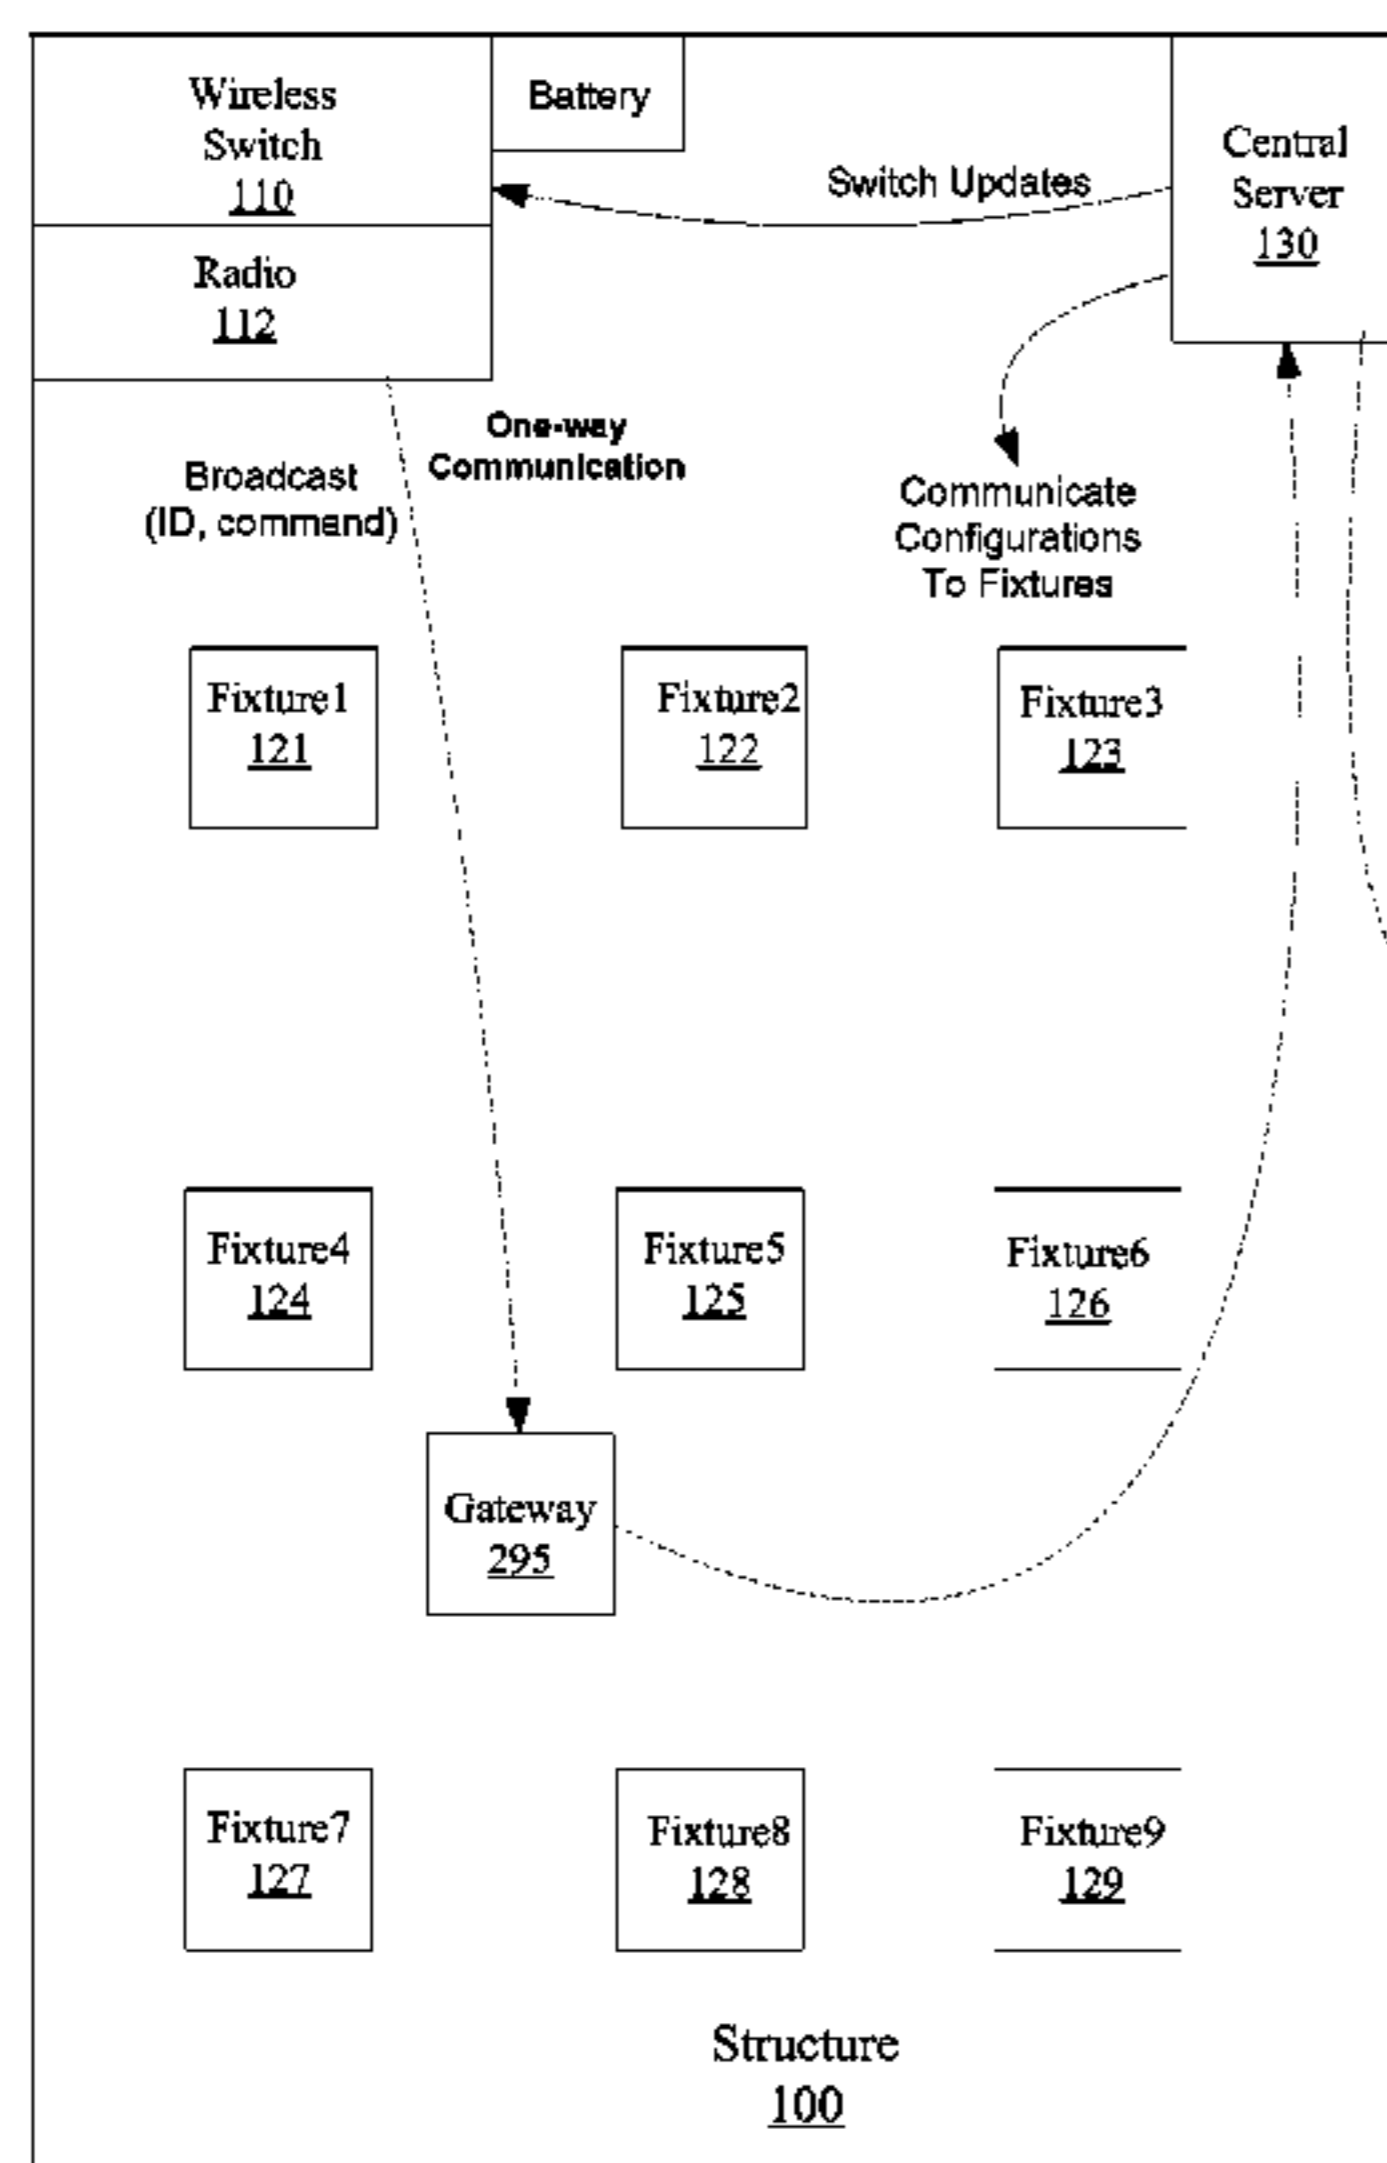 Wireless
Switch
110
Battery
Radio
112
Switch Updates
Central
Server
130
One-way
Communication
Broadcast
(ID, command)
Communicate
Configurations
To Fixtures
Fixture1
121
Fixture2
122
Fixture3
123
Fixture4
124
Fixture5
125
Fixture6
126
Gateway
295
Fixture7
127
Fixture8
128
Fixture9
129
Structure
100